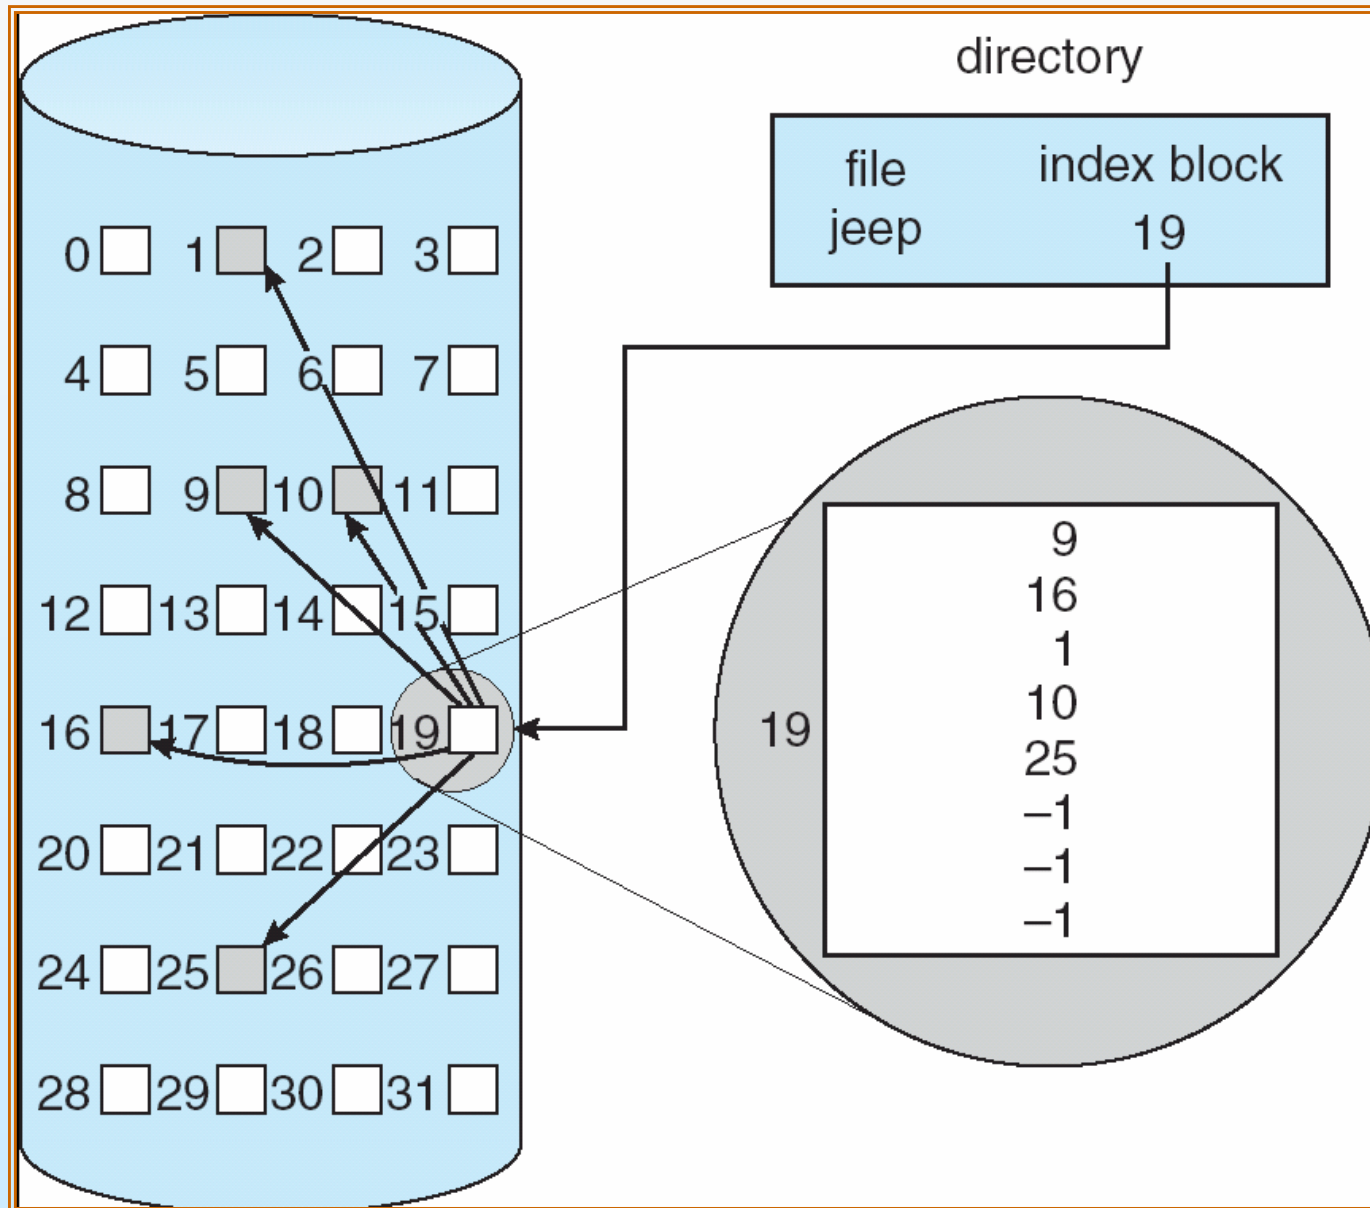 directory
file index block
jeep 19
0 1 2 3
4 5 6 7
8 9 10 11
12 13 14 15
16 17 18 19
20 21 22 23
24 25 26 27
28 29 30 31
19
9
16
1
10
25
–1
–1
–1